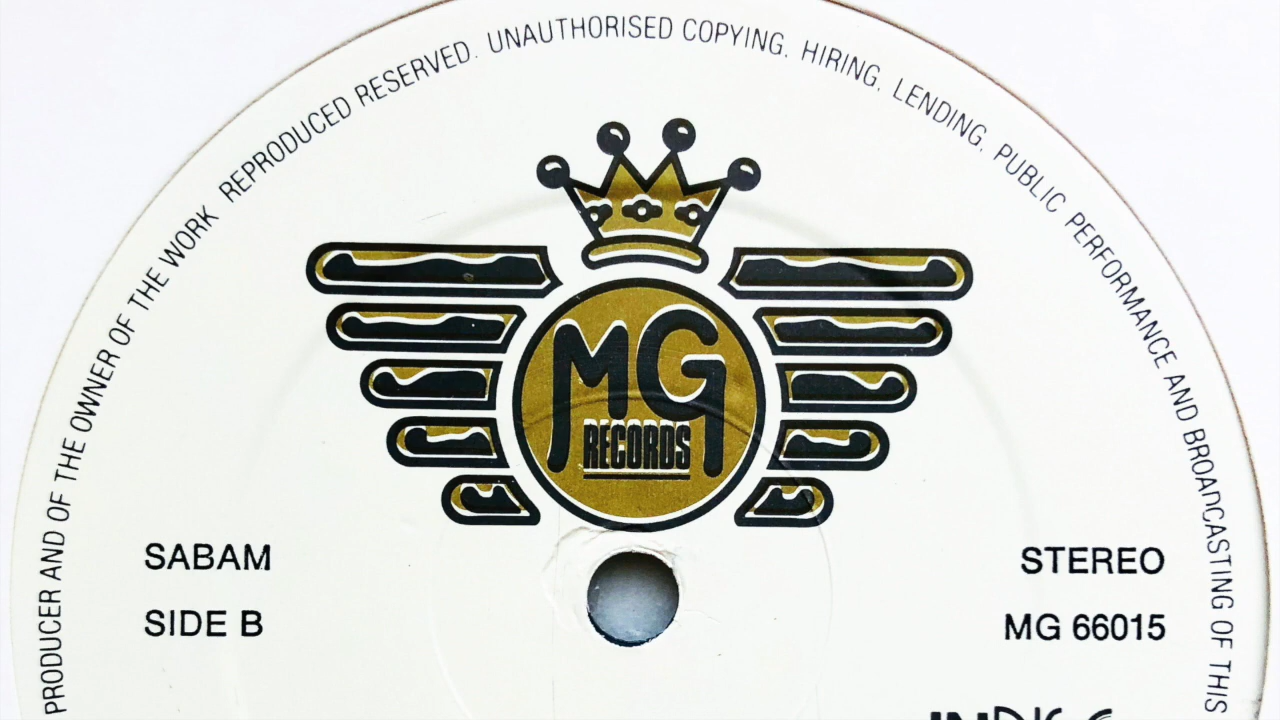 PRODUCER AND OF THE OWNER OF THE WORK REPRODUCED RESERVED. UNAUTHORISED COPYING. HIRING. LENDING. PUBLIC PERFORMANCE AND BROADCASTING OF THIS
MG
RECORDS
SABAM
STEREO
SIDE B
MG 66015